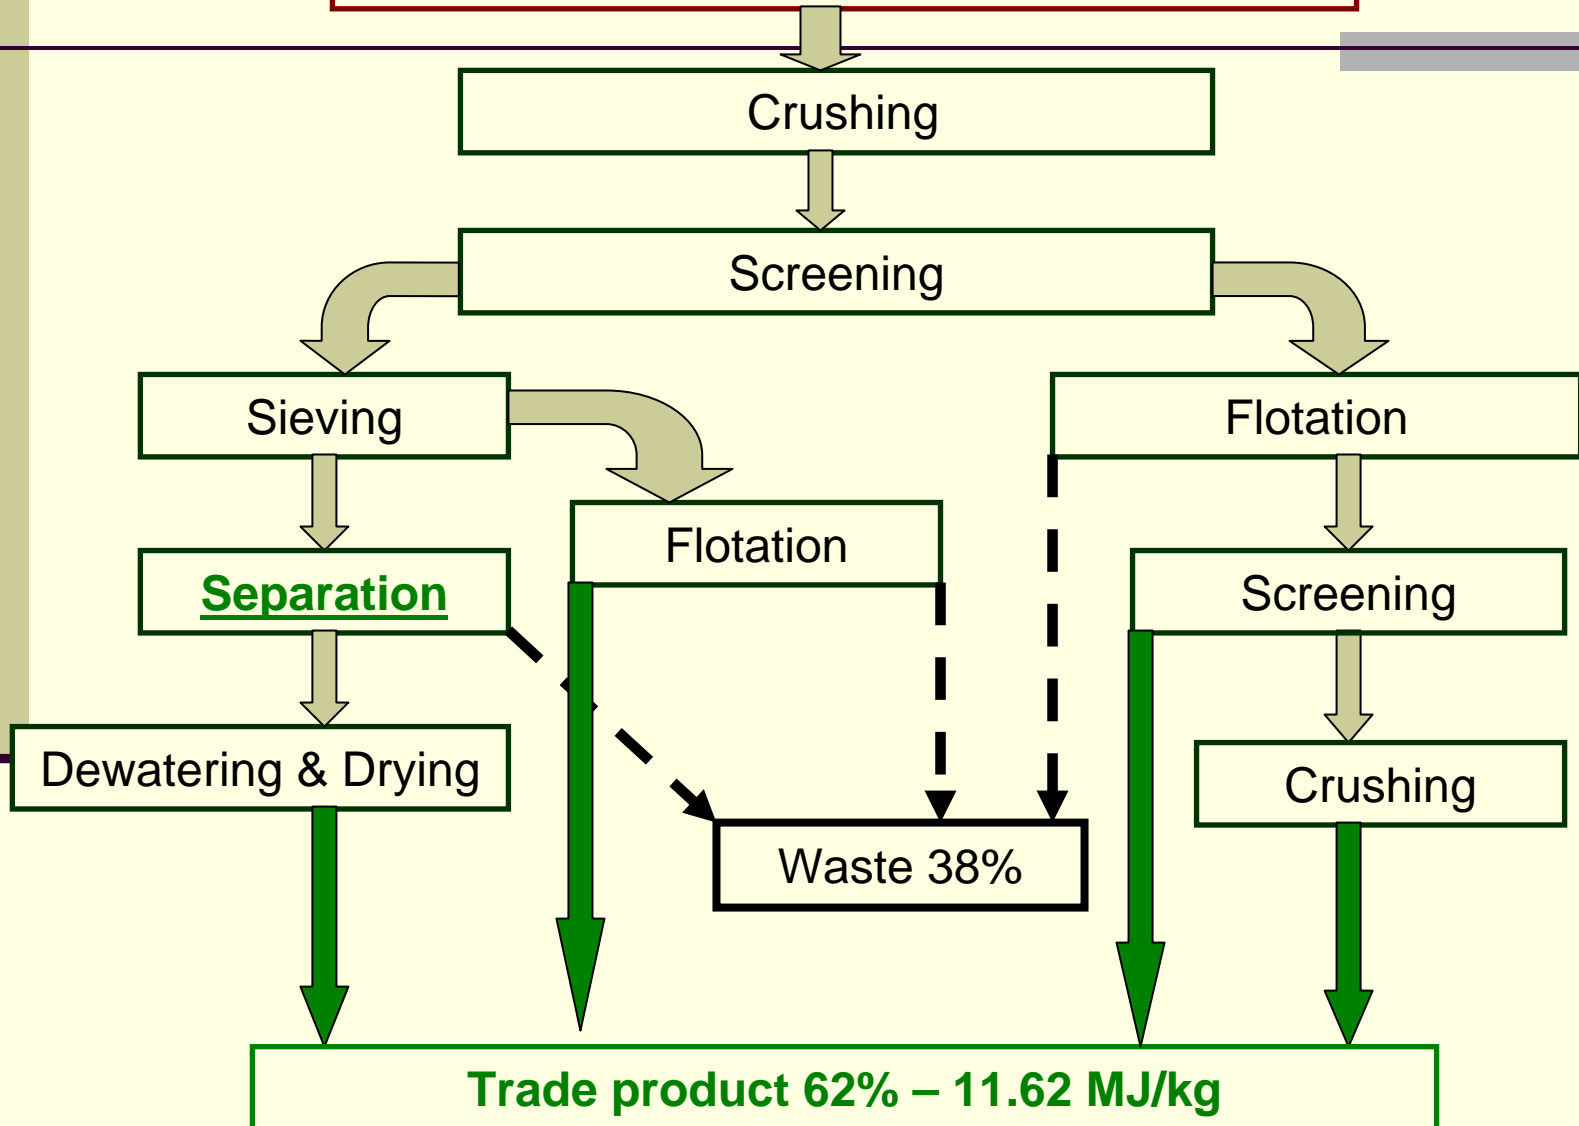 Crushing
Screening
Sieving
Flotation
Flotation
Separation
Screening
Dewatering & Drying
Crushing
Waste 38%
Trade product 62% – 11.62 MJ/kg